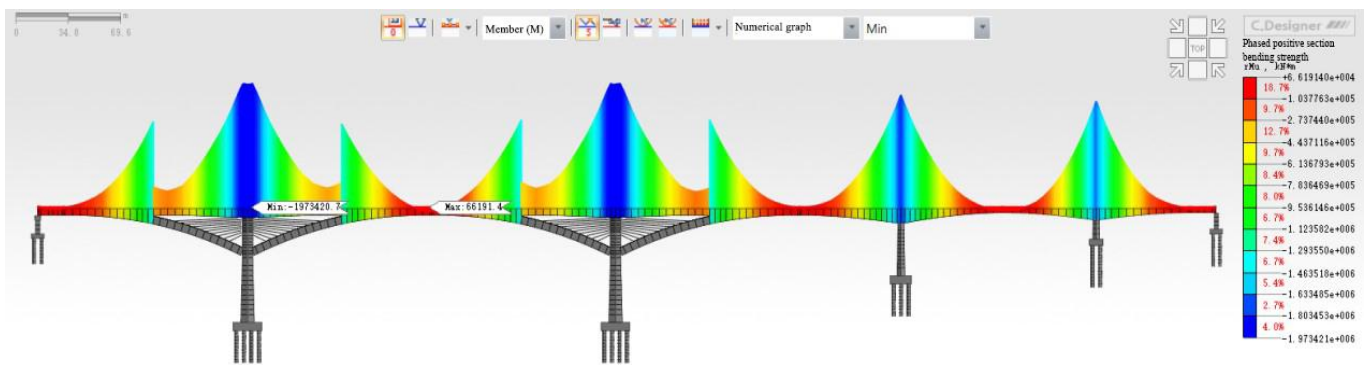 m
0 34.8 69.6
Member (M)
Numerical graph
Min
TOP
C,Designer
Phased positive section
bending strength
rMu , kN*m
+6.619140e+004
18.7%
-1.037763e+005
9.7%
-2.737440e+005
12.7%
-4.437116e+005
9.7%
-6.136793e+005
8.4%
-7.836469e+005
8.0%
-9.536146e+005
6.7%
-1.123582e+006
7.4%
-1.293550e+006
6.7%
-1.463518e+006
5.4%
-1.633485e+006
2.7%
-1.803453e+006
4.0%
-1.973421e+006
Min:-1973420.7
Max:66191.4